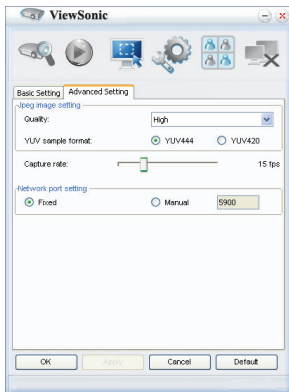 ViewSonic
Basic Setting Advanced Setting
Jpeg image setting
Quality: High
YUV sample format: YUV444 YUV420
Capture rate: 15 fps
Network port setting
Fixed Manual 5900
OK Apply Cancel Default